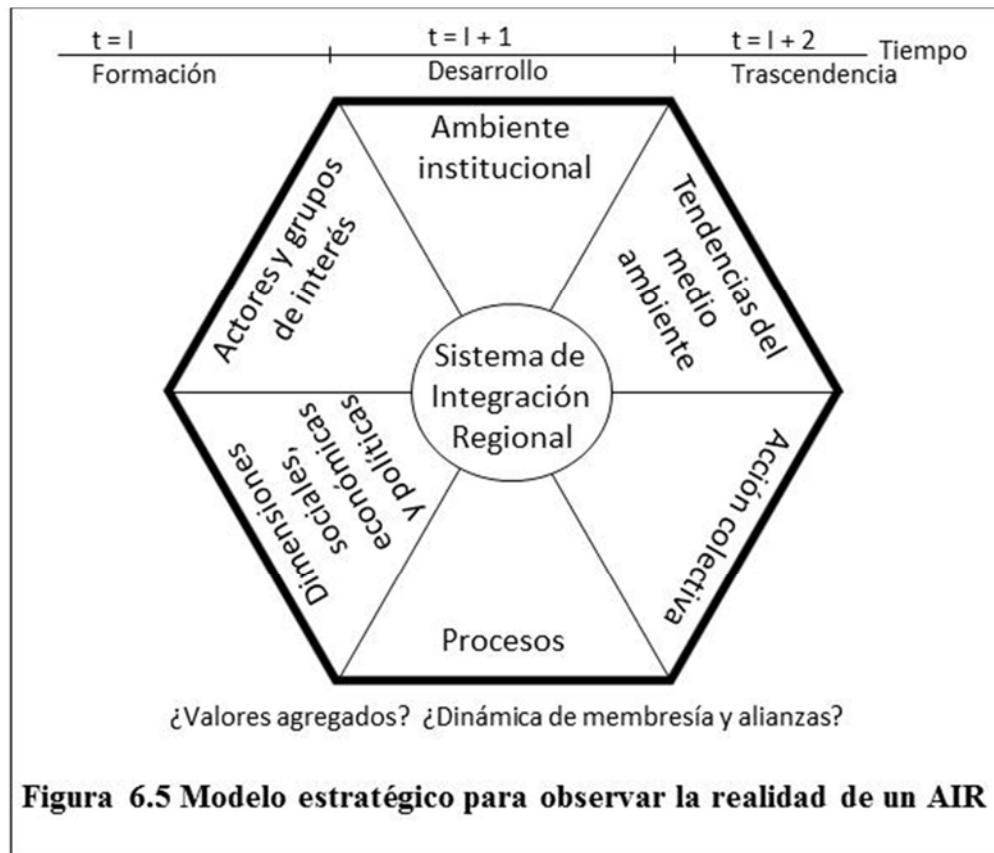 t = I
t = I + 1
t = I + 2
Tiempo
Formación
Desarrollo
Trascendencia
Ambiente
institucional
Actores y grupos
de interés
Tendencias del
medio
ambiente
Sistema de
Integración
Regional
Dimensiones
sociales,
económicas
y políticas
Acción colectiva
Procesos
¿Valores agregados? ¿Dinámica de membresía y alianzas?
Figura 6.5 Modelo estratégico para observar la realidad de un AIR